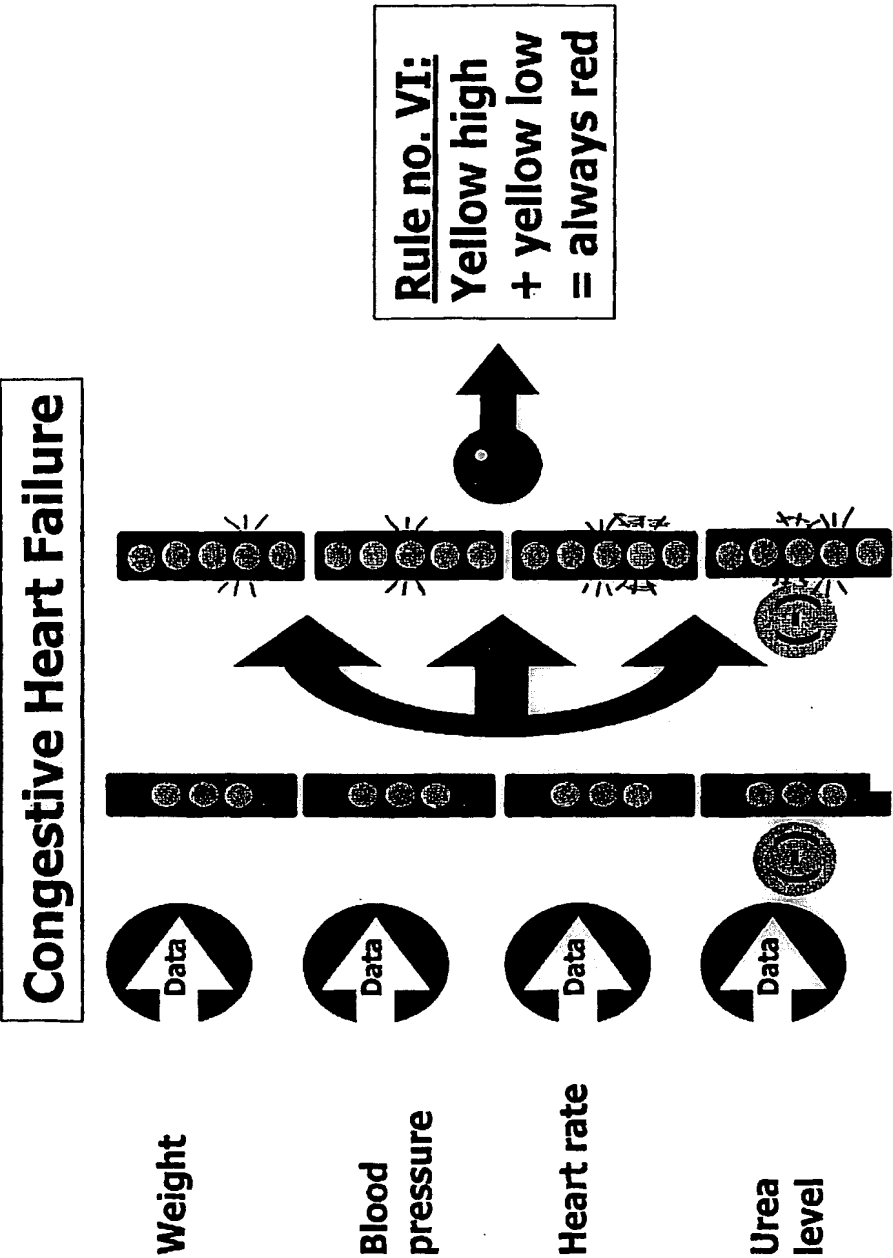 Congestive Heart Failure
Weight
Data
Blood
pressure
Data
Heart rate
Data
Urea
level
Data
(-)
(-)
Rule no. VI:
Yellow high
+ yellow low
= always red